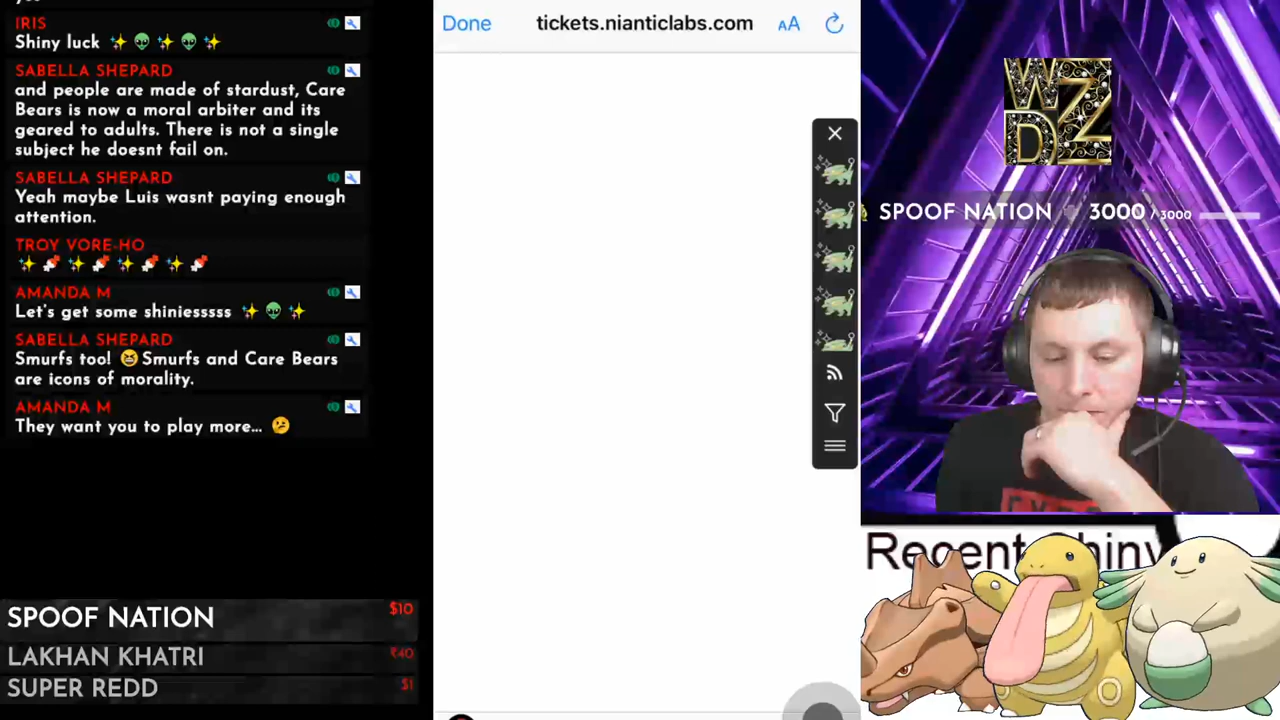 IRIS
Shiny luck ✨ 👽 ✨ 👽 ✨
SABELLA SHEPARD
and people are made of stardust, Care
Bears is now a moral arbiter and its
geared to adults. There is not a single
subject he doesnt fail on.
SABELLA SHEPARD
Yeah maybe Luis wasnt paying enough
attention.
TROY VORE-HO
AMANDA M
Let's get some shiniesssss ✨ 👽 ✨
SABELLA SHEPARD
Smurfs too! 😆Smurfs and Care Bears
are icons of morality.
AMANDA M
They want you to play more... 🤔
SPOOF NATION $10
LAKHAN KHATRI ₹40
SUPER REDD $1
Done tickets.nianticlabs.com AA
WZD
SPOOF NATION 3000 / 3000
Recent Shiny